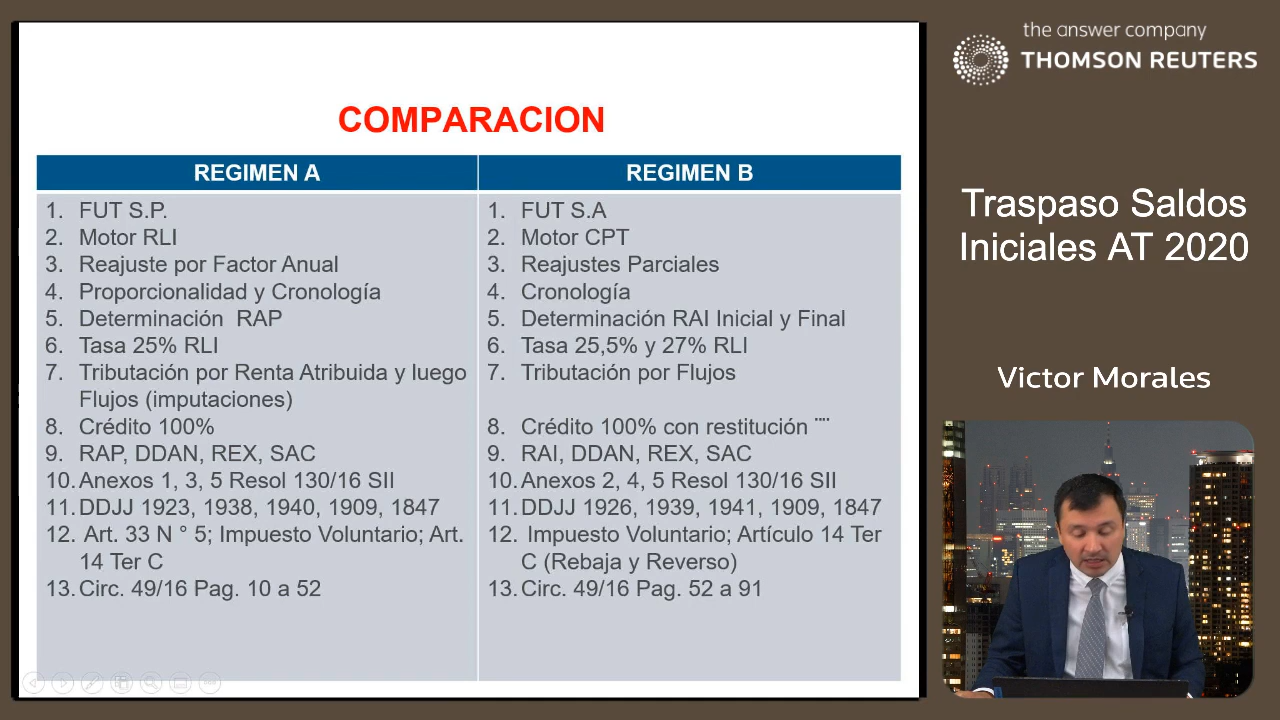 the answer company
THOMSON REUTERS
COMPARACION
REGIMEN A
1. FUT S.P.
2. Motor RLI
3. Reajuste por Factor Anual
4. Proporcionalidad y Cronología
5. Determinación RAP
6. Tasa 25% RLI
7. Tributación por Renta Atribuida y luego
Flujos (imputaciones)
8. Crédito 100%
9. RAP, DDAN, REX, SAC
10. Anexos 1, 3, 5 Resol 130/16 SII
11. DDJJ 1923, 1938, 1940, 1909, 1847
12. Art. 33 N ° 5; Impuesto Voluntario; Art.
14 Ter C
13. Circ. 49/16 Pag. 10 a 52
REGIMEN B
1. FUT S.A
2. Motor CPT
3. Reajustes Parciales
4. Cronología
5. Determinación RAI Inicial y Final
6. Tasa 25,5% y 27% RLI
7. Tributación por Flujos
8. Crédito 100% con restitución ¨¨
9. RAI, DDAN, REX, SAC
10. Anexos 2, 4, 5 Resol 130/16 SII
11. DDJJ 1926, 1939, 1941, 1909, 1847
12. Impuesto Voluntario; Artículo 14 Ter
C (Rebaja y Reverso)
13. Circ. 49/16 Pag. 52 a 91
Traspaso Saldos
Iniciales AT 2020
Victor Morales